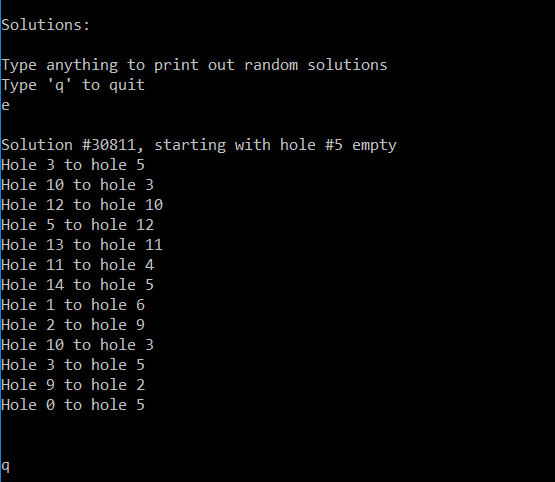 Solutions:
Type anything to print out random solutions
Type 'q' to quit
e
Solution #30811, starting with hole #5 empty
Hole 3 to hole 5
Hole 10 to hole 3
Hole 12 to hole 10
Hole 5 to hole 12
Hole 13 to hole 11
Hole 11 to hole 4
Hole 14 to hole 5
Hole 1 to hole 6
Hole 2 to hole 9
Hole 10 to hole 3
Hole 3 to hole 5
Hole 9 to hole 2
Hole 0 to hole 5
q